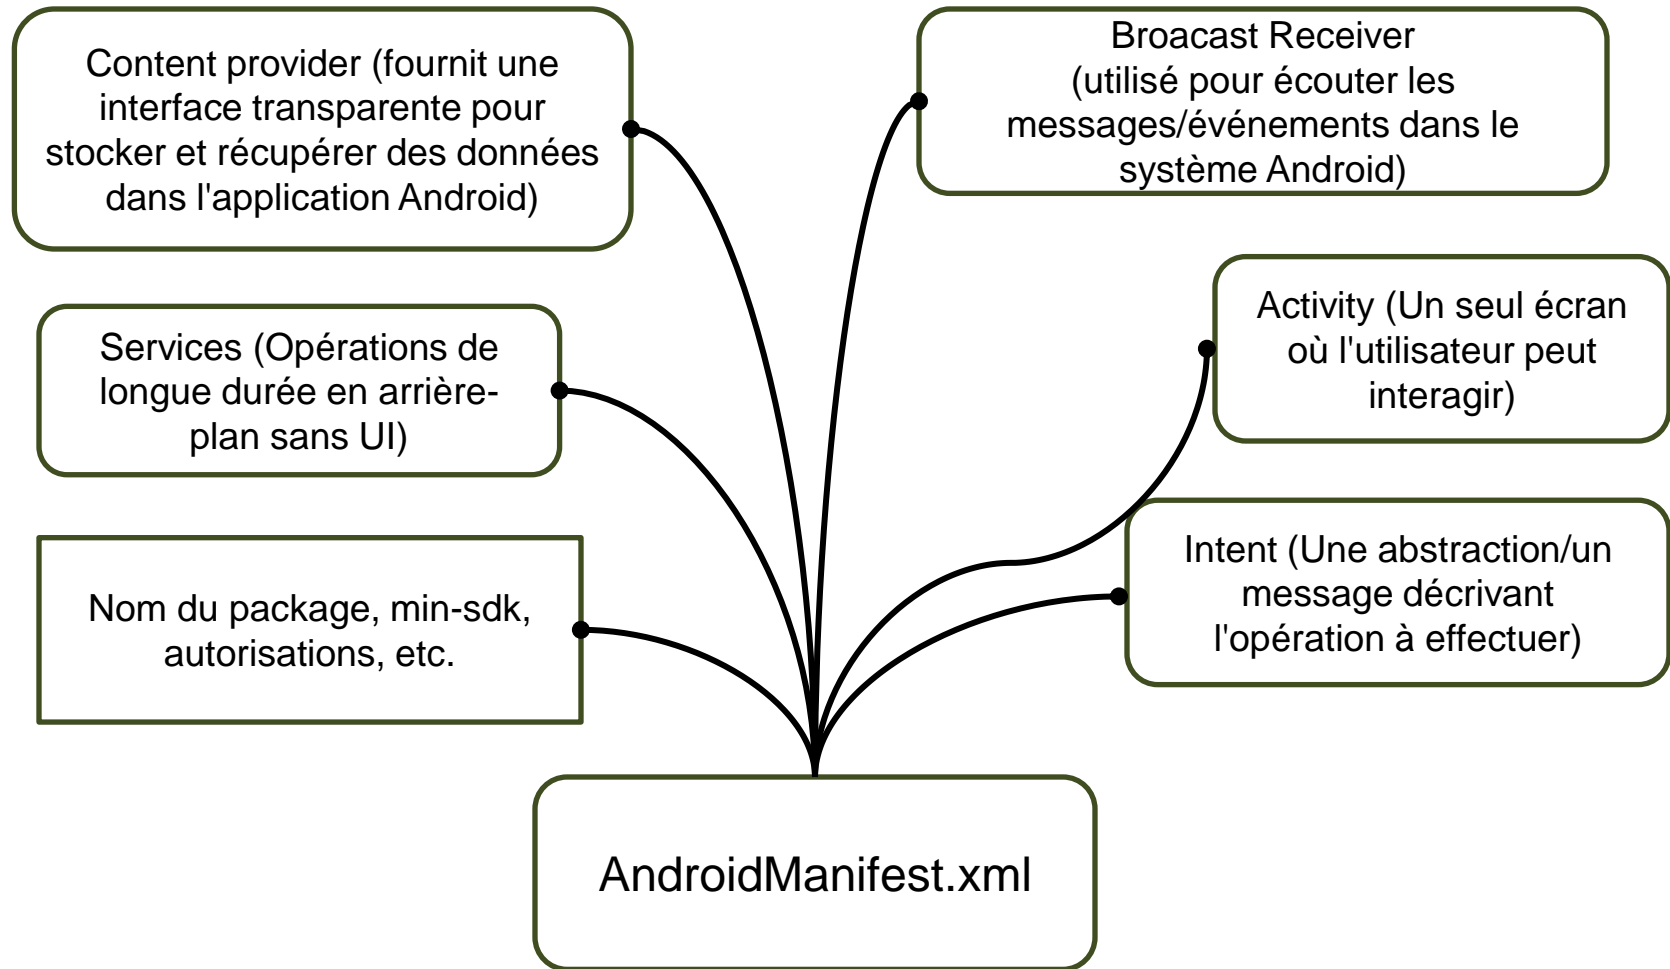 Content provider (fournit une
interface transparente pour
stocker et récupérer des données
dans l'application Android)
Broacast Receiver
(utilisé pour écouter les
messages/événements dans le
système Android)
Services (Opérations de
longue durée en arrière-
plan sans UI)
Activity (Un seul écran
où l'utilisateur peut
interagir)
Nom du package, min-sdk,
autorisations, etc.
Intent (Une abstraction/un
message décrivant
l'opération à effectuer)
AndroidManifest.xml